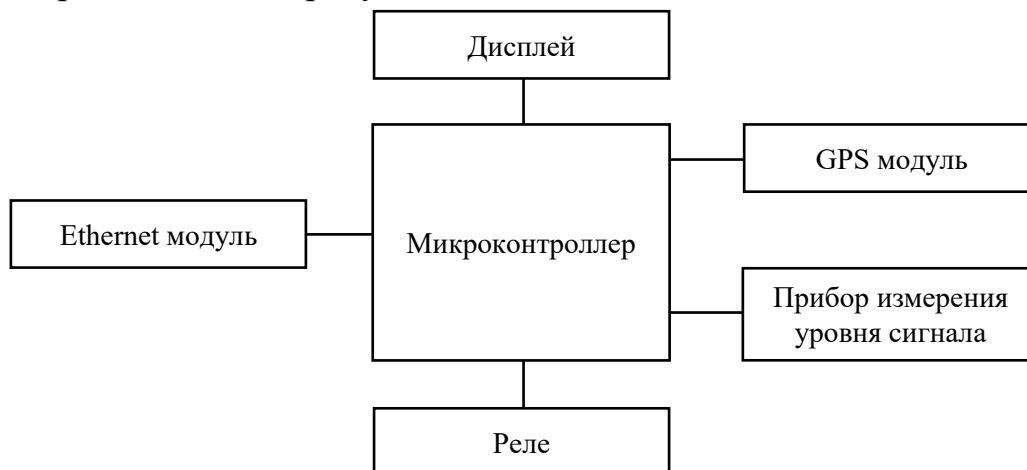 Дисплей
GPS модуль
Ethernet модуль
Микроконтроллер
Прибор измерения
уровня сигнала
Реле